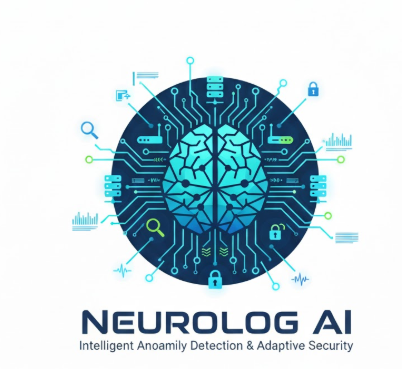 NEUROLOG AI
Intelligent Anoamily Detection & Adaptive Security